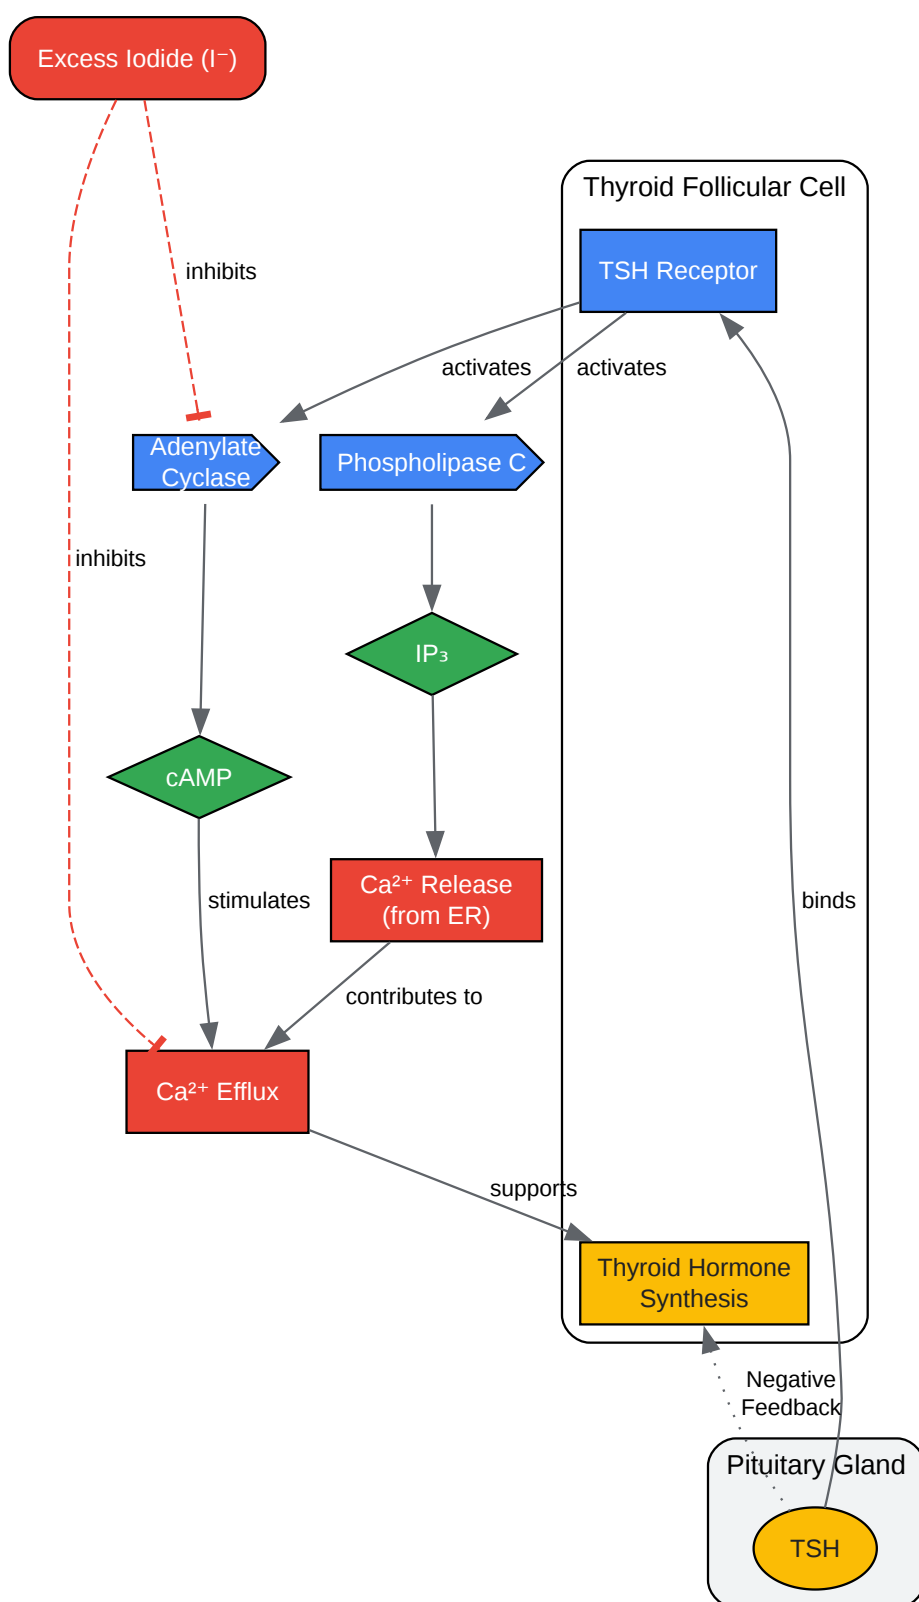 Excess Iodide (I⁻)
Thyroid Follicular Cell
TSH Receptor
inhibits
activates
activates
Adenylate
Cyclase
Phospholipase C
inhibits
IP₃
cAMP
Ca²⁺ Release
(from ER)
stimulates
binds
contributes to
Ca²⁺ Efflux
supports
Thyroid Hormone
Synthesis
Negative
Feedback
Pituitary Gland
TSH